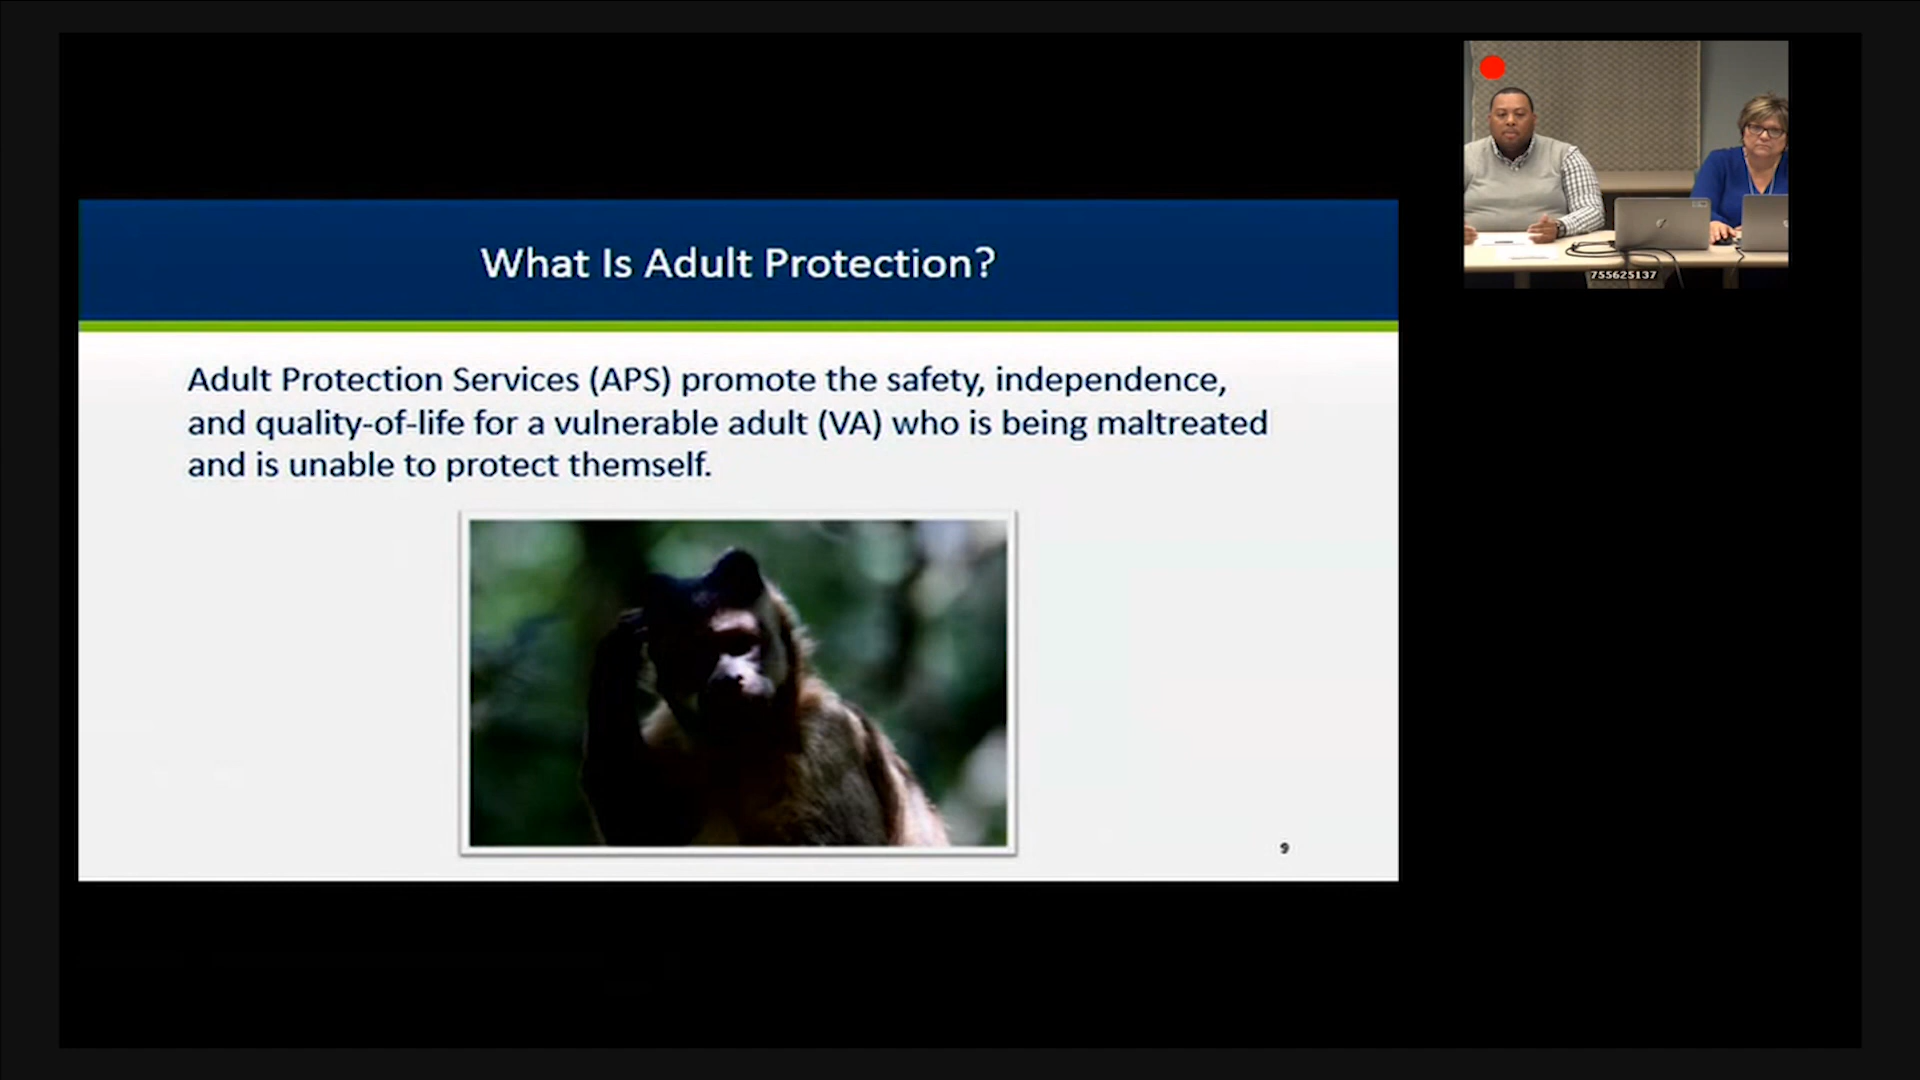 What Is Adult Protection?
Adult Protection Services (APS) promote the safety, independence,
and quality-of-life for a vulnerable adult (VA) who is being maltreated
and is unable to protect themself.
9
755625137